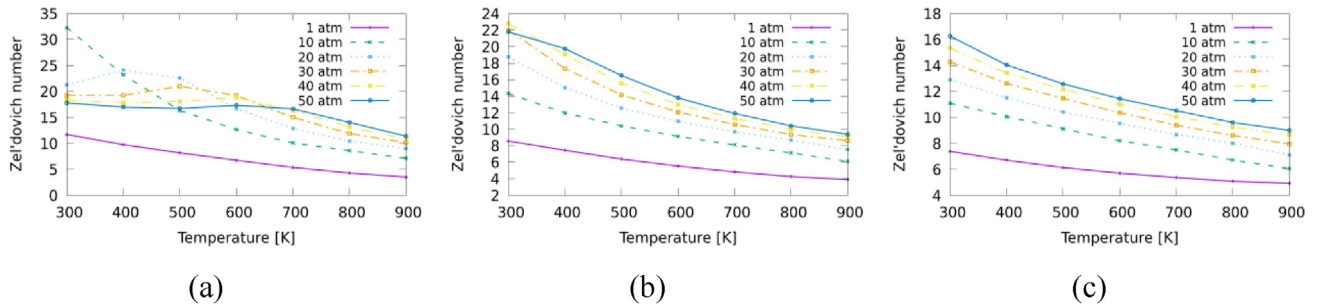 35
30
25
20
15
10
5
0
Zel'dovich number
300 400 500 600 700 800 900
Temperature [K]
1 atm
10 atm
20 atm
30 atm
40 atm
50 atm
(a)
24
22
20
18
16
14
12
10
8
6
4
2
Zel'dovich number
300 400 500 600 700 800 900
Temperature [K]
1 atm
10 atm
20 atm
30 atm
40 atm
50 atm
(b)
18
16
14
12
10
8
6
4
Zel'dovich number
300 400 500 600 700 800 900
Temperature [K]
1 atm
10 atm
20 atm
30 atm
40 atm
50 atm
(c)